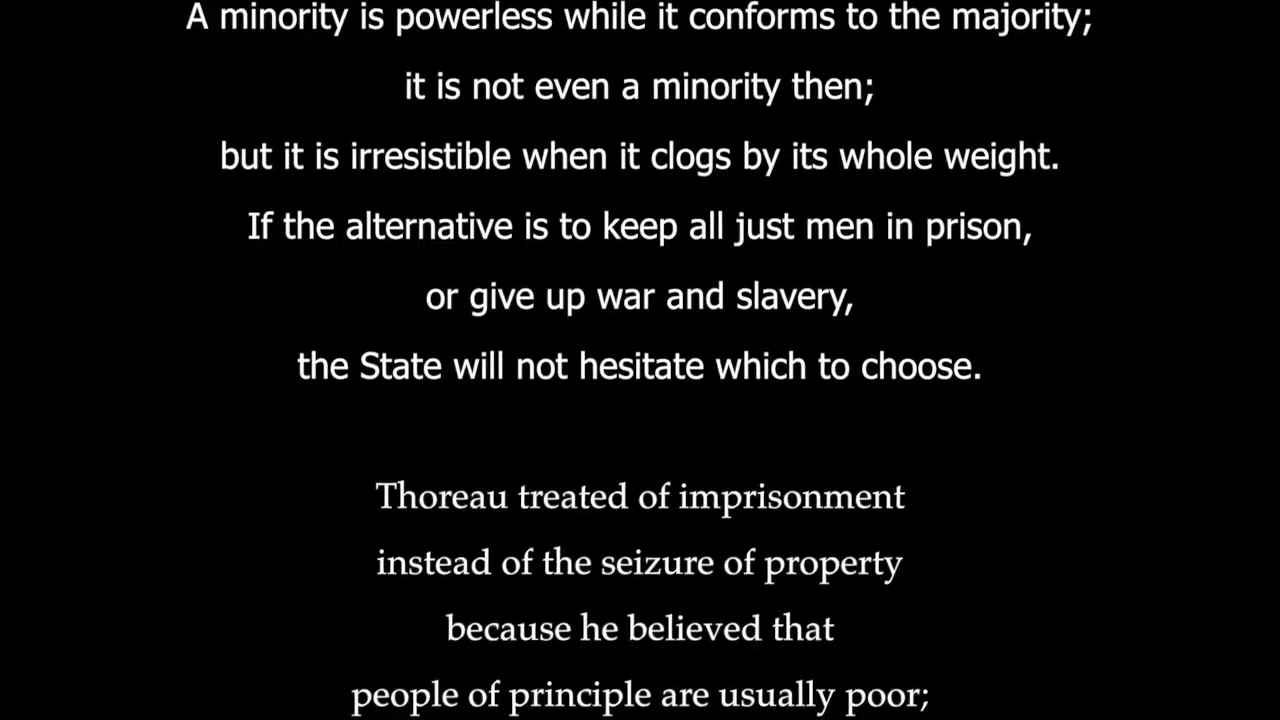 A minority is powerless while it conforms to the majority;
it is not even a minority then;
but it is irresistible when it clogs by its whole weight.
If the alternative is to keep all just men in prison,
or give up war and slavery,
the State will not hesitate which to choose.
Thoreau treated of imprisonment
instead of the seizure of property
because he believed that
people of principle are usually poor;